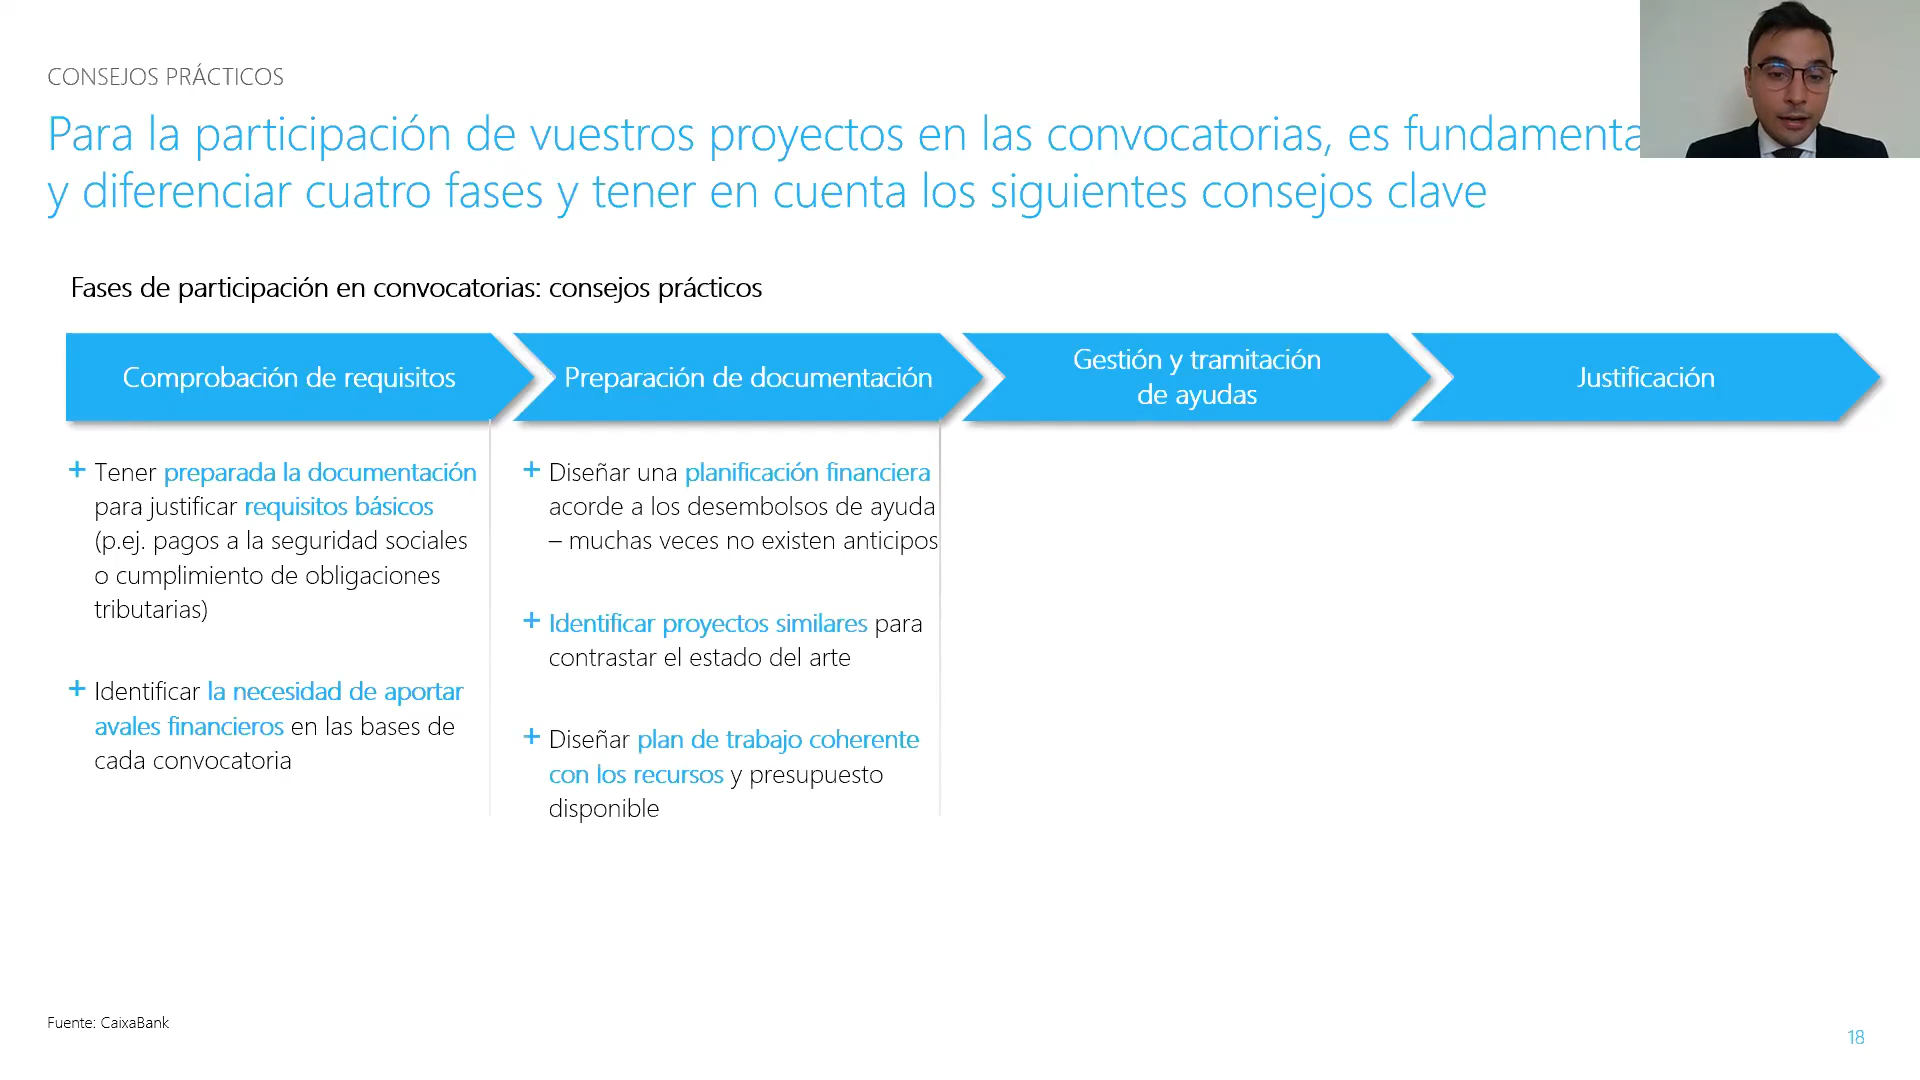 CONSEJOS PRÁCTICOS
Para la participación de vuestros proyectos en las convocatorias, es
y diferenciar cuatro fases y tener en cuenta los siguientes consejos clave
Fases de participación en convocatorias: consejos prácticos
Comprobación de requisitos
Preparación de documentación
Gestión y tramitación
de ayudas
Justificación
+ Tener preparada la documentación
para justificar requisitos básicos
(p.ej. pagos a la seguridad sociales
o cumplimiento de obligaciones
tributarias)
+ Identificar la necesidad de aportar
avales financieros en las bases de
cada convocatoria
+ Diseñar una planificación financiera
acorde a los desembolsos de ayuda
– muchas veces no existen anticipos
+ Identificar proyectos similares para
contrastar el estado del arte
+ Diseñar plan de trabajo coherente
con los recursos y presupuesto
disponible
Fuente: CaixaBank
18